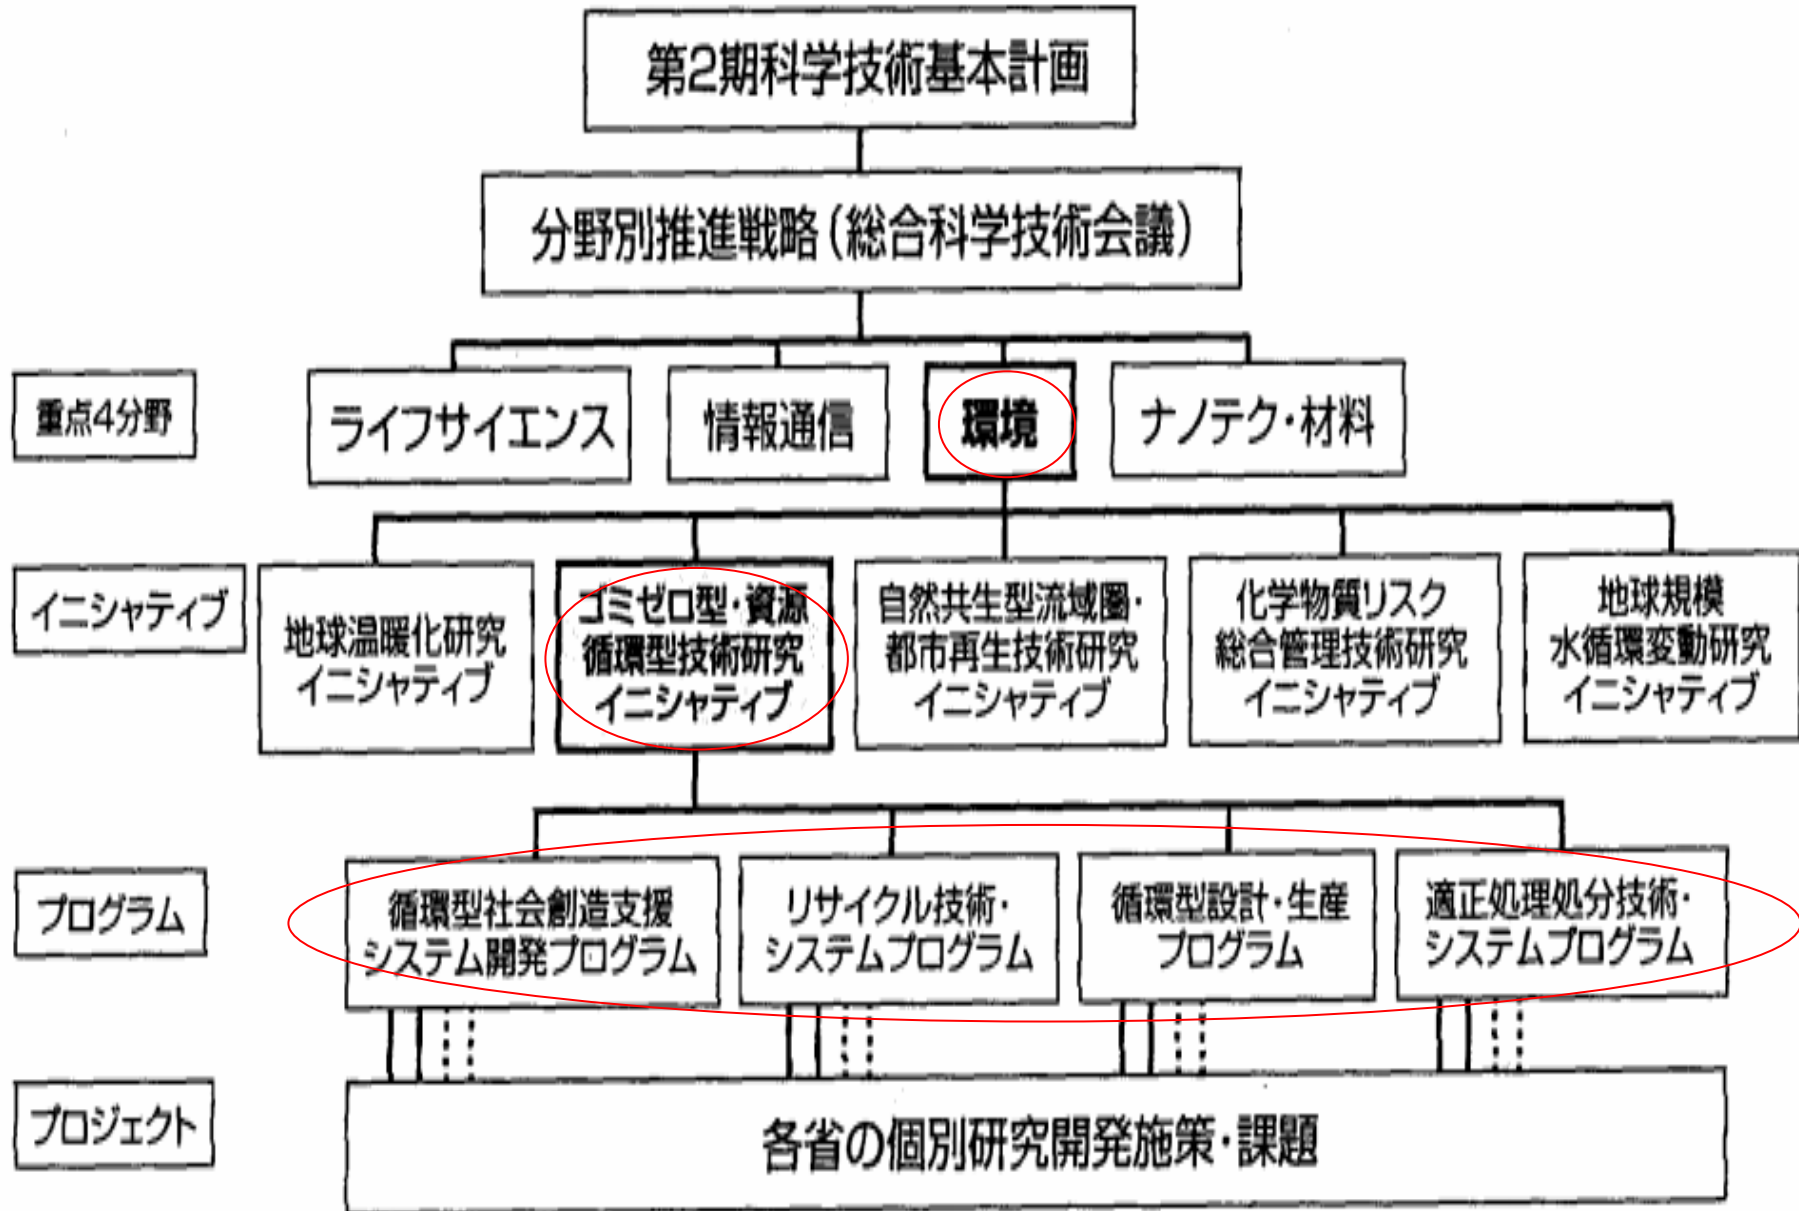 第2期科学技術基本計画
分野別推進戦略（総合科学技術会議）
重点4分野
ライフサイエンス
情報通信
環境
ナノテク・材料
イニシャティブ
地球温暖化研究
イニシャティブ
ゴミゼロ型・資源
循環型技術研究
イニシャティブ
自然共生型流域圏・
都市再生技術研究
イニシャティブ
化学物質リスク
総合管理技術研究
イニシャティブ
地球規模
水循環変動研究
イニシャティブ
プログラム
循環型社会創造支援
システム開発プログラム
リサイクル技術・
システムプログラム
循環型設計・生産
プログラム
適正処理処分技術・
システムプログラム
プロジェクト
各省の個別研究開発施策・課題